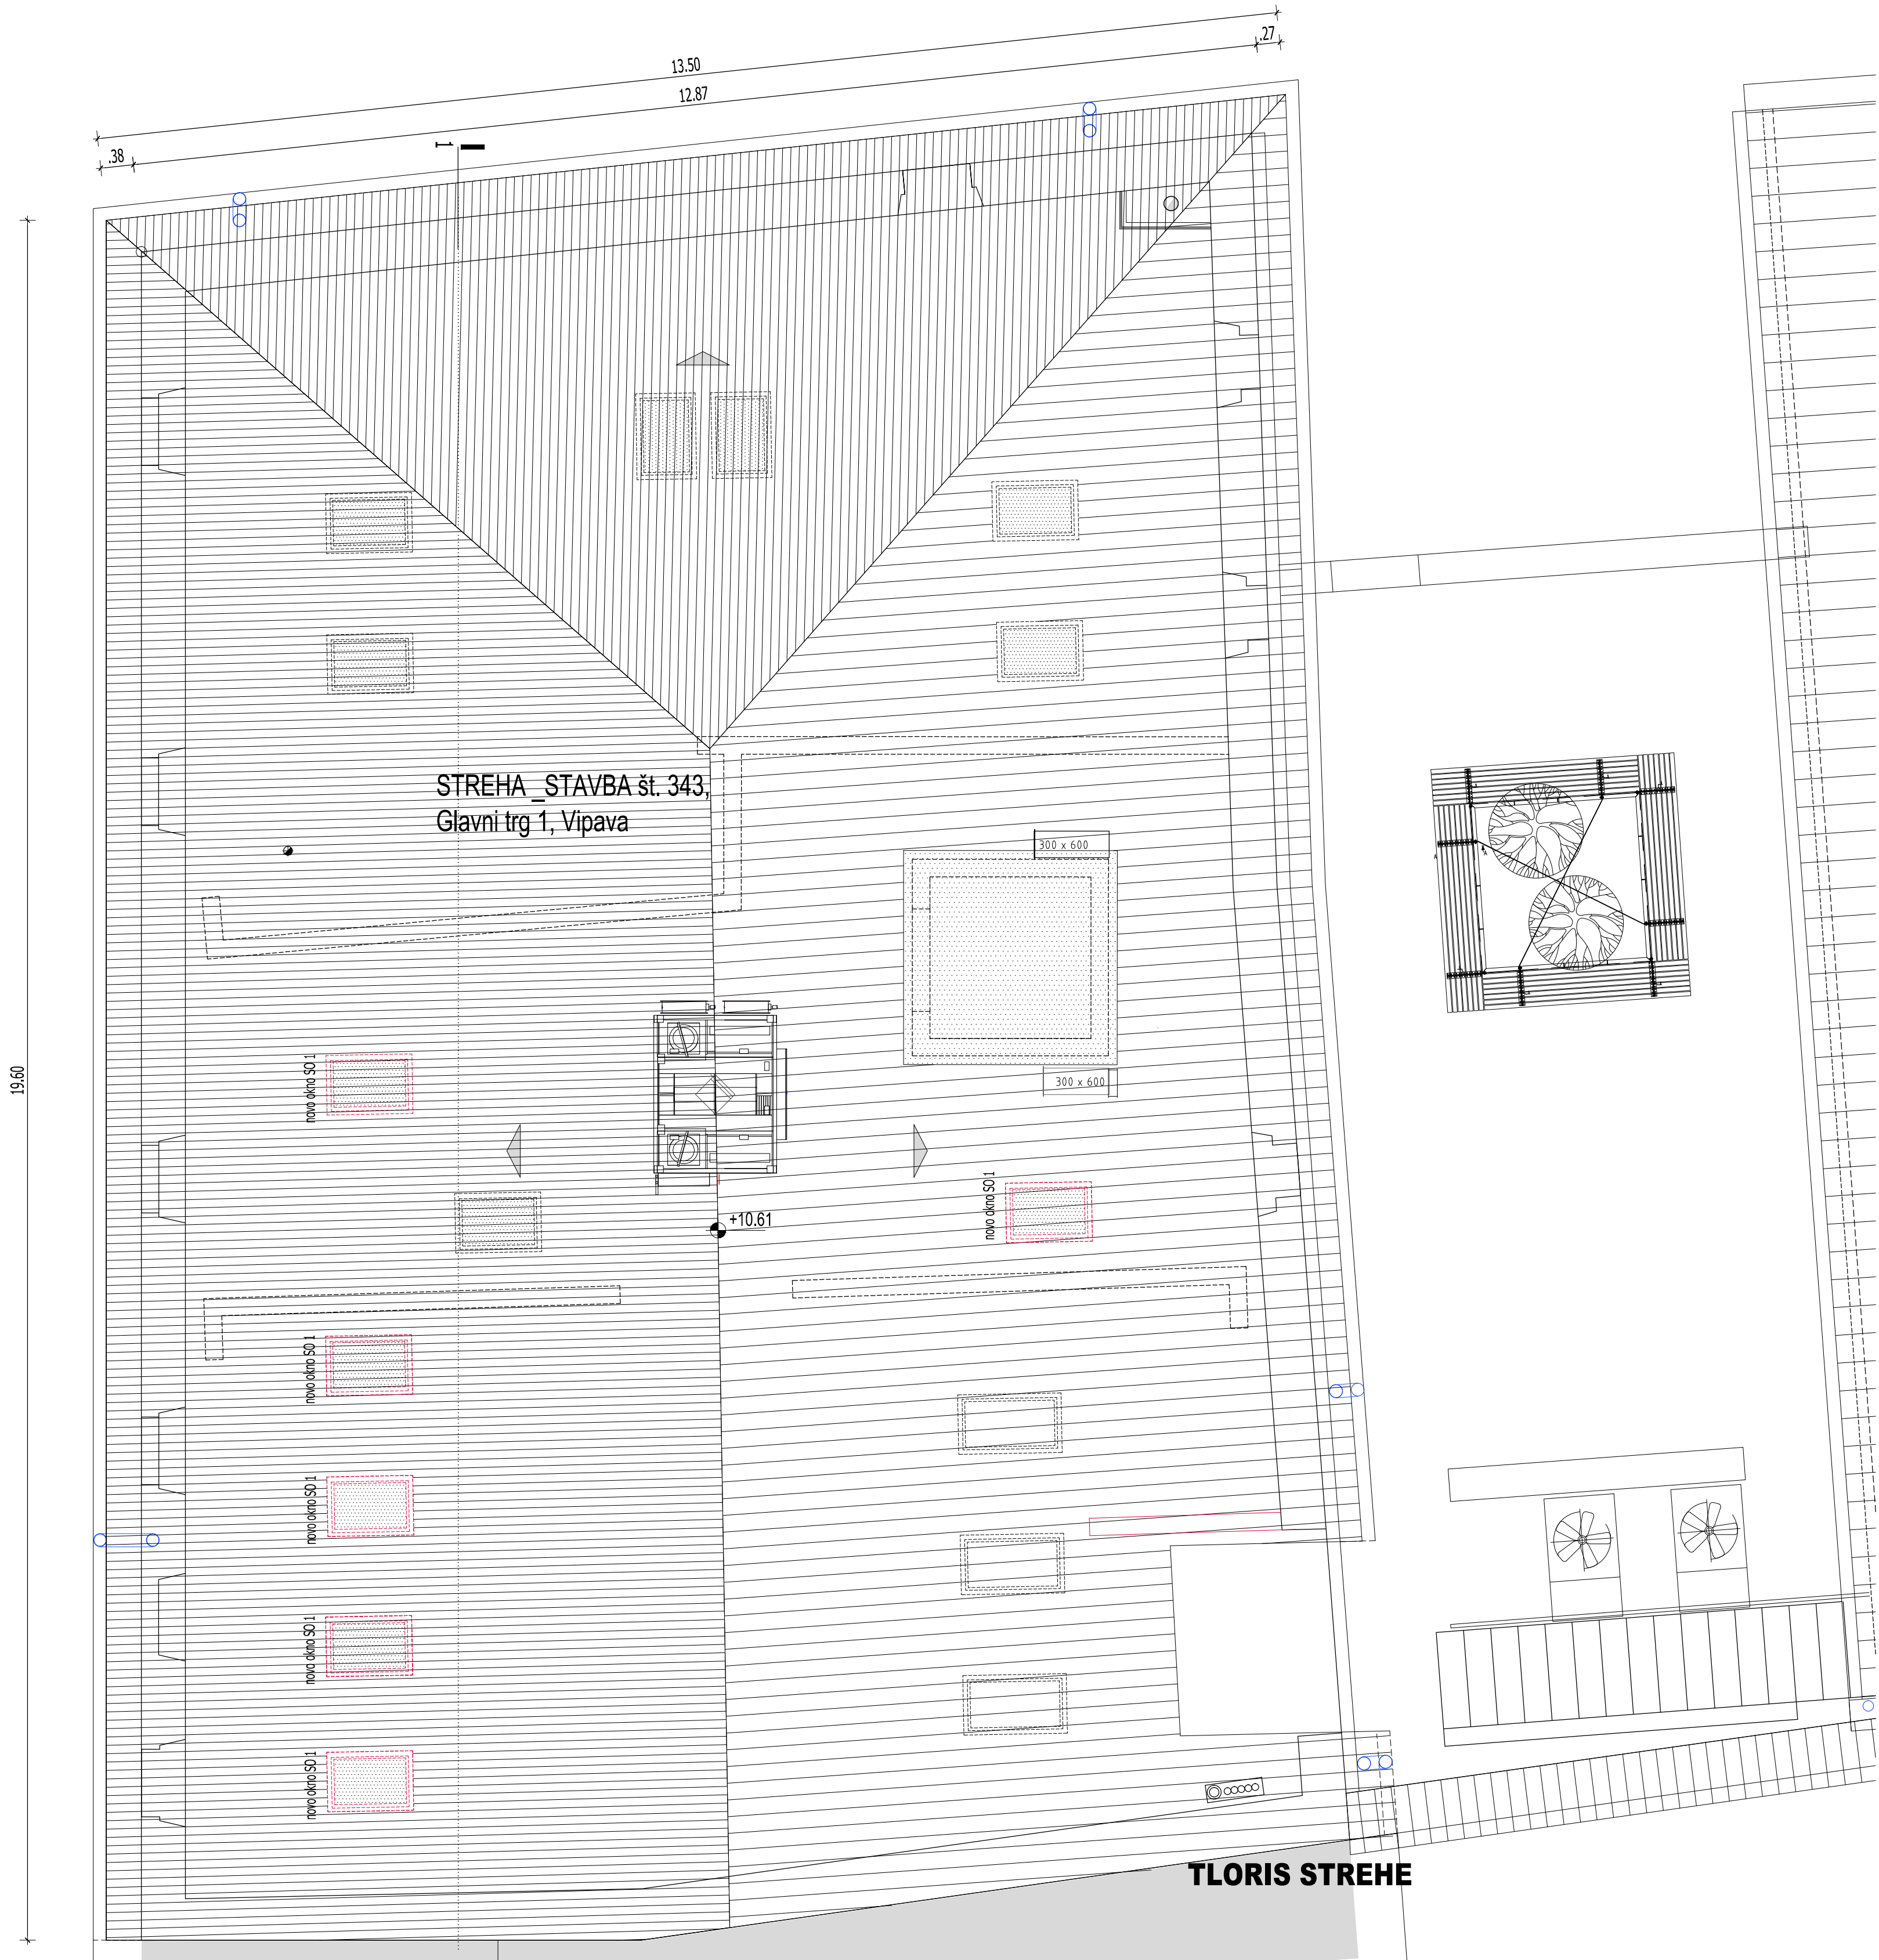 13.50
.27
12.87
.38
1
19.60
STREHA _STAVBA št. 343,
Glavni trg 1, Vipava
300 x 600
300 x 600
novo okno SO 1
novo okno SO 1
+10.61
novo okno SO 1
novo okno SO 1
novo okno SO 1
novo okno SO 1
TLORIS STREHE